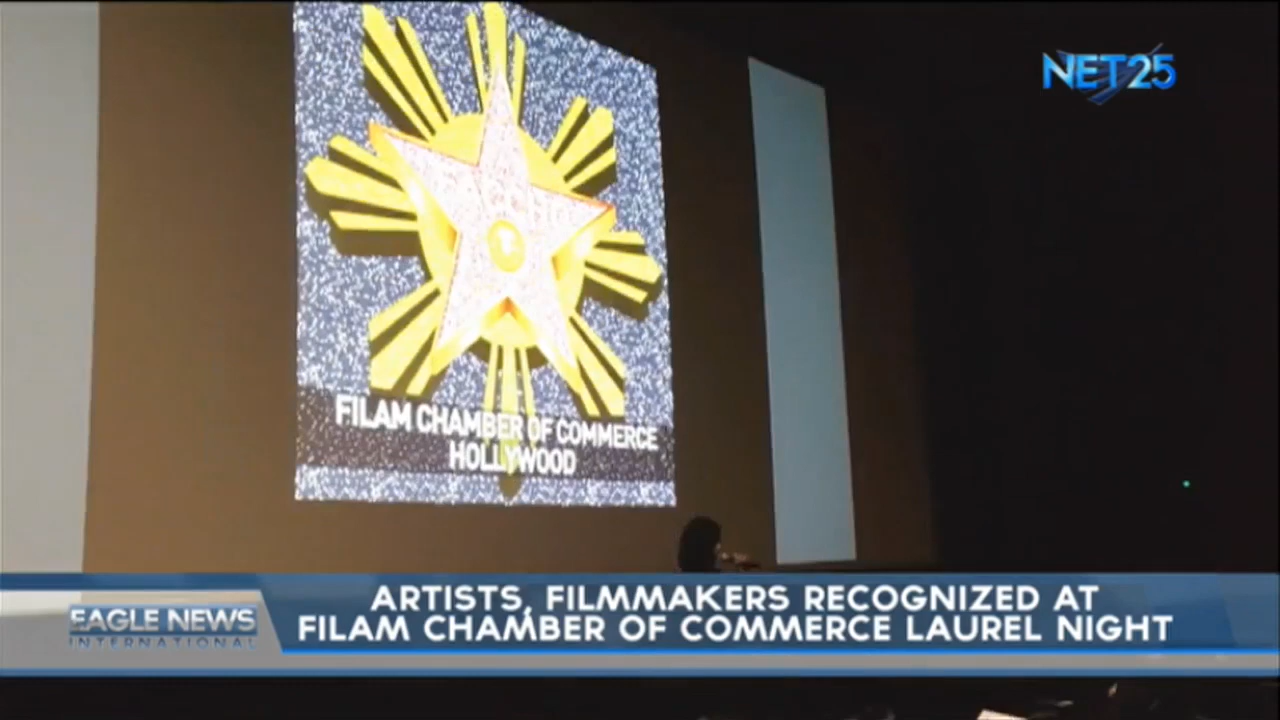 NET25
FILAM CHAMBER OF COMMERCE
HOLLYWOOD
ARTISTS, FILMMAKERS RECOGNIZED AT
FILAM CHAMBER OF COMMERCE LAUREL NIGHT
EAGLE NEWS
INTERNATIONAL